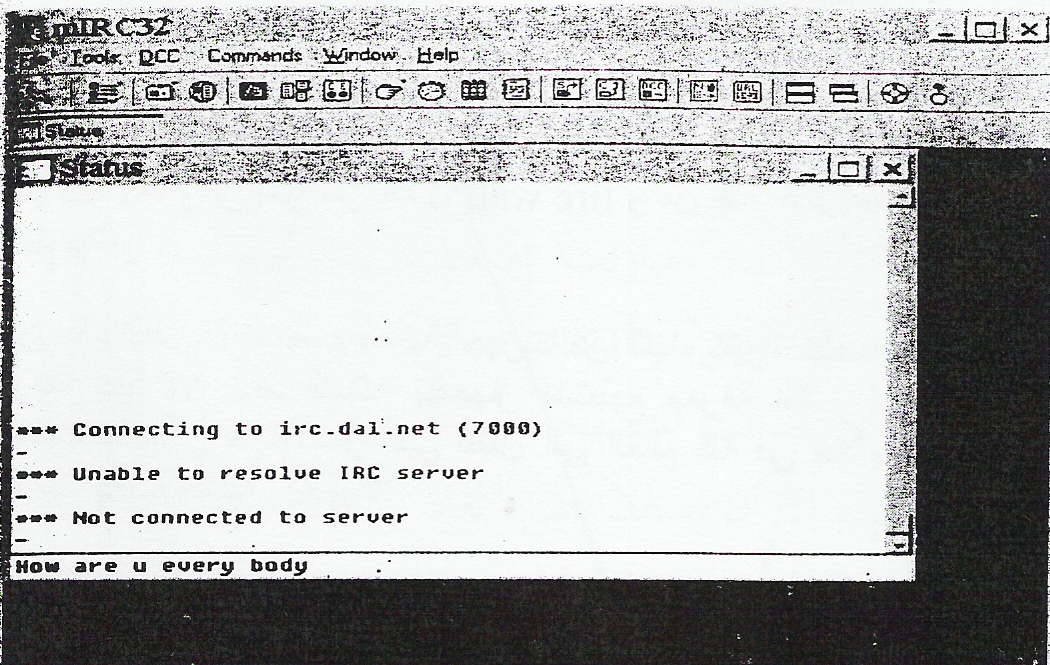 mIRC32
Tools DCC Commands Window Help
Status
Status
*** Connecting to irc.dal.net (7000)
-
*** Unable to resolve IRC server
-
*** Not connected to server
-
How are u every body